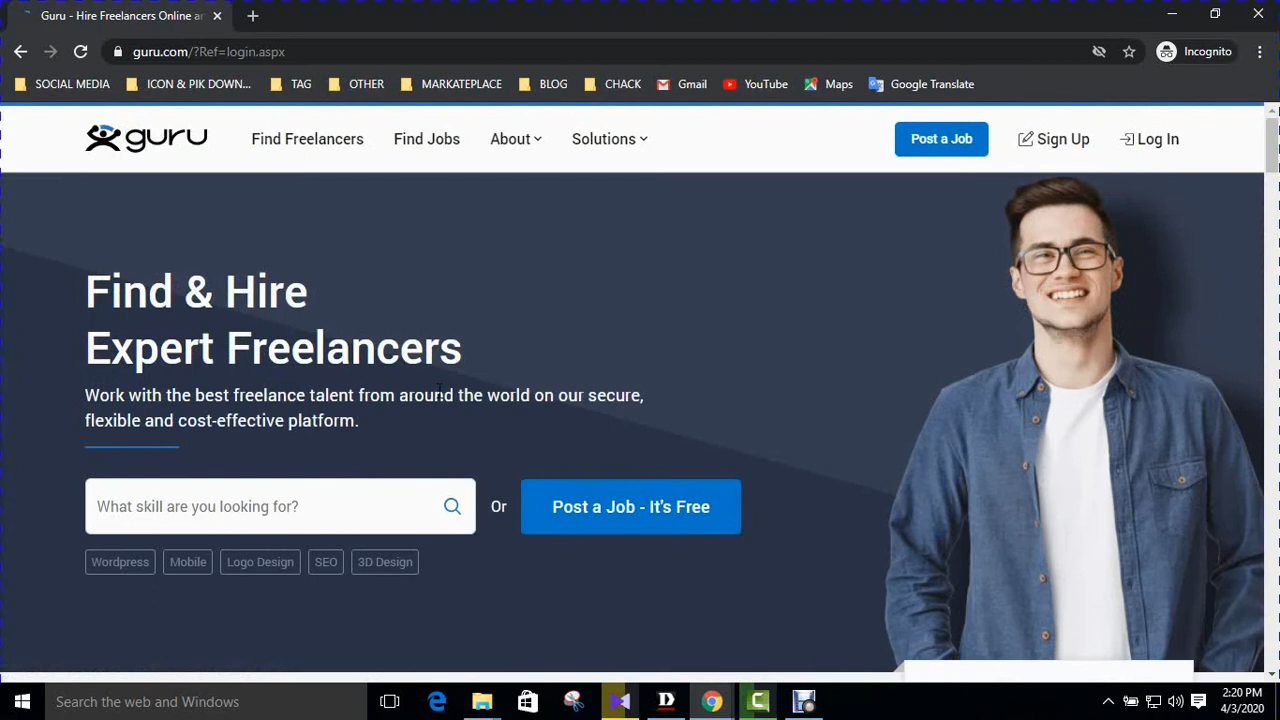 Guru - Hire Freelancers Online ar
guru.com/?Ref=login.aspx
Incognito
SOCIAL MEDIA
ICON & PIK DOWN...
TAG
OTHER
MARKATEPLACE
BLOG
CHACK
Gmail
YouTube
Maps
Google Translate
guru
Find Freelancers
Find Jobs
About
Solutions
Post a Job
Sign Up
Log In
Find & Hire
Expert Freelancers
Work with the best freelance talent from around the world on our secure,
flexible and cost-effective platform.
What skill are you looking for?
Or
Post a Job - It's Free
Wordpress
Mobile
Logo Design
SEO
3D Design
Search the web and Windows
2:20 PM
4/3/2020